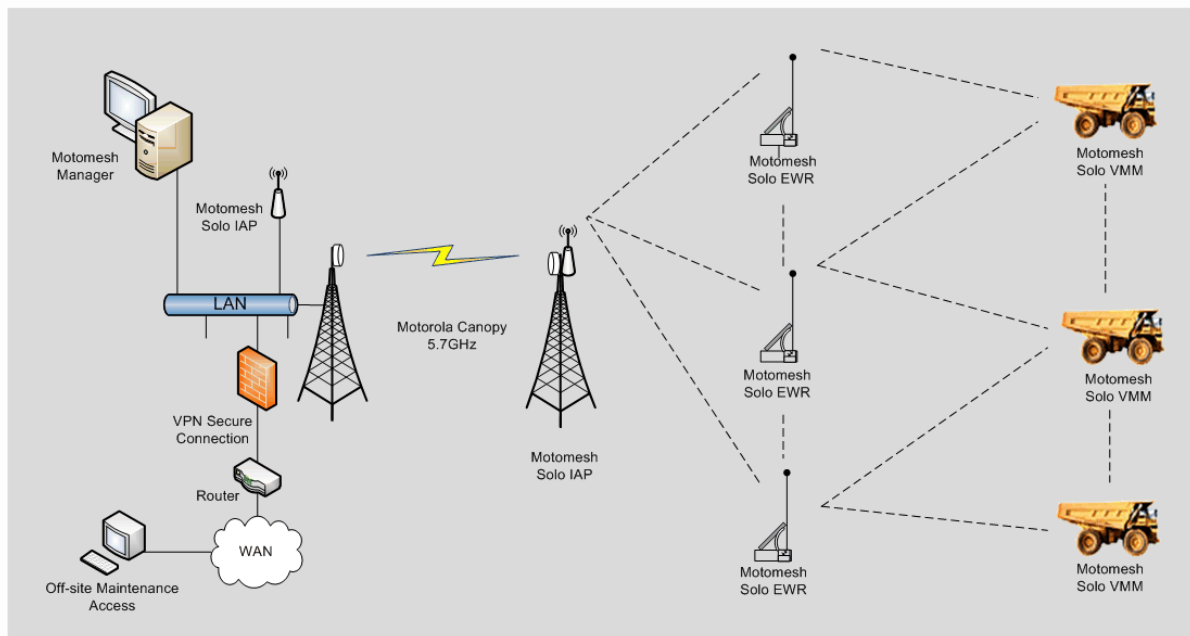 Motomesh
Manager
Motomesh
Solo IAP
LAN
VPN Secure
Connection
Router
WAN
Off-site Maintenance
Access
Motorola Canopy
5.7GHz
Motomesh
Solo IAP
Motomesh
Solo EWR
Motomesh
Solo EWR
Motomesh
Solo EWR
Motomesh
Solo VMM
Motomesh
Solo VMM
Motomesh
Solo VMM